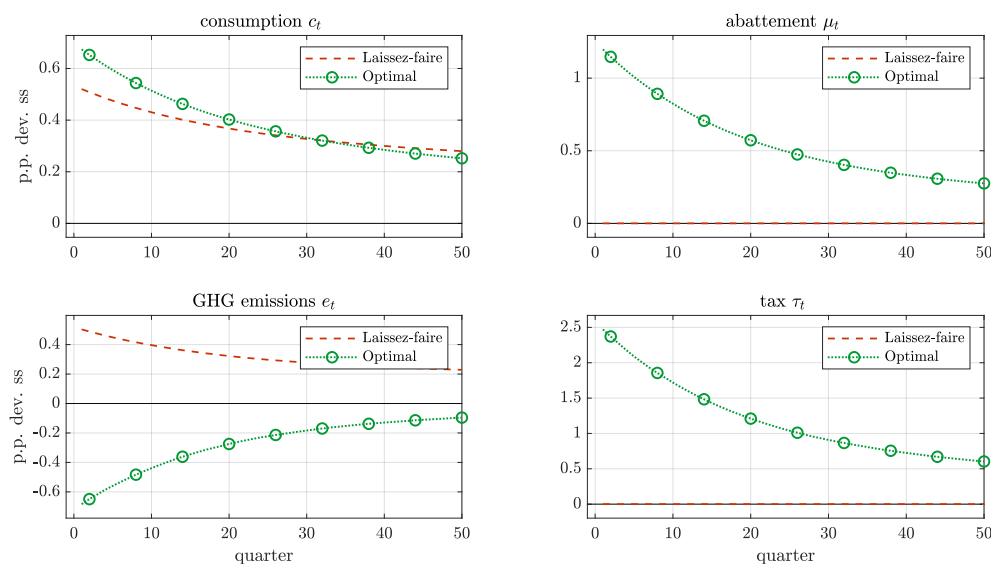 consumption c_t
p.p. dev. ss
0.6
0.4
0.2
0
0 10 20 30 40 50
Laissez-faire
Optimal
abattement μ_t
1
0.5
0
0 10 20 30 40 50
Laissez-faire
Optimal
GHG emissions e_t
p.p. dev. ss
0.4
0.2
0
-0.2
-0.4
-0.6
0 10 20 30 40 50
quarter
Laissez-faire
Optimal
tax τ_t
2.5
2
1.5
1
0.5
0
0 10 20 30 40 50
quarter
Laissez-faire
Optimal